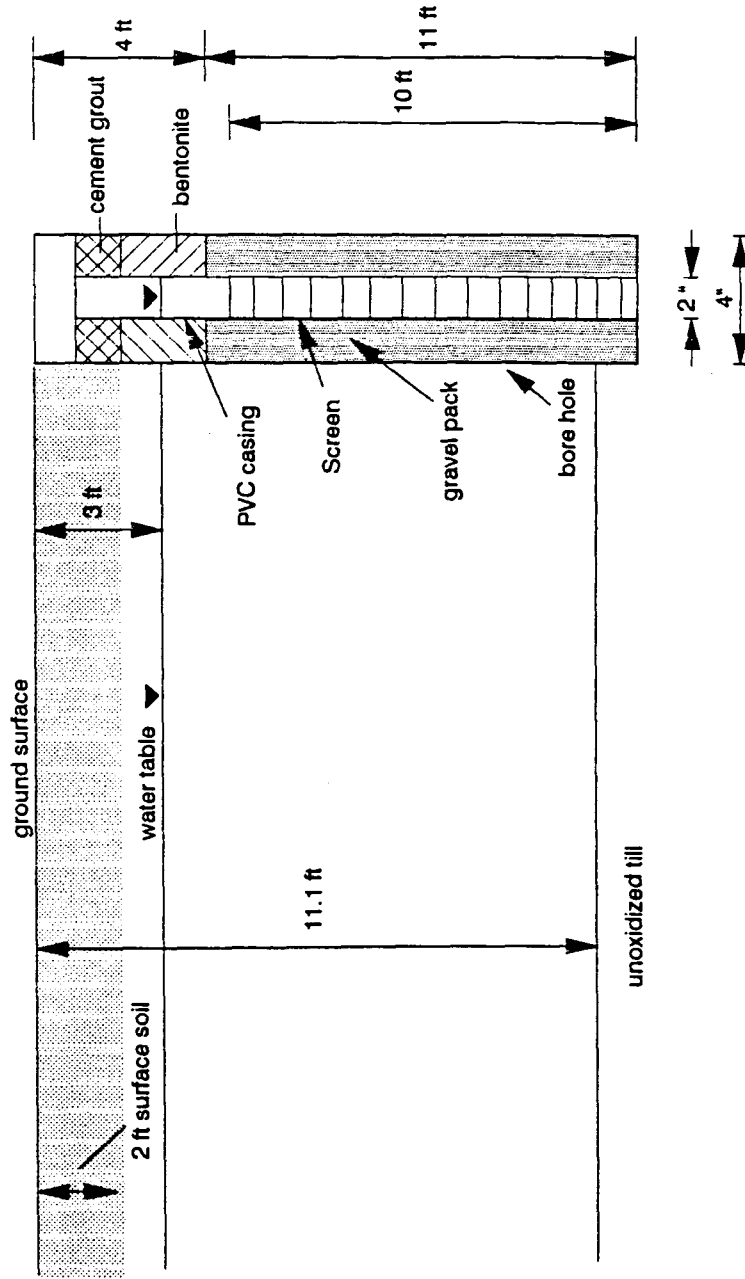 ground surface
2 ft surface soil
3 ft
water table
11.1 ft
unoxidized till
cement grout
bentonite
PVC casing
Screen
gravel pack
bore hole
4 ft
11 ft
10 ft
2 "
4"